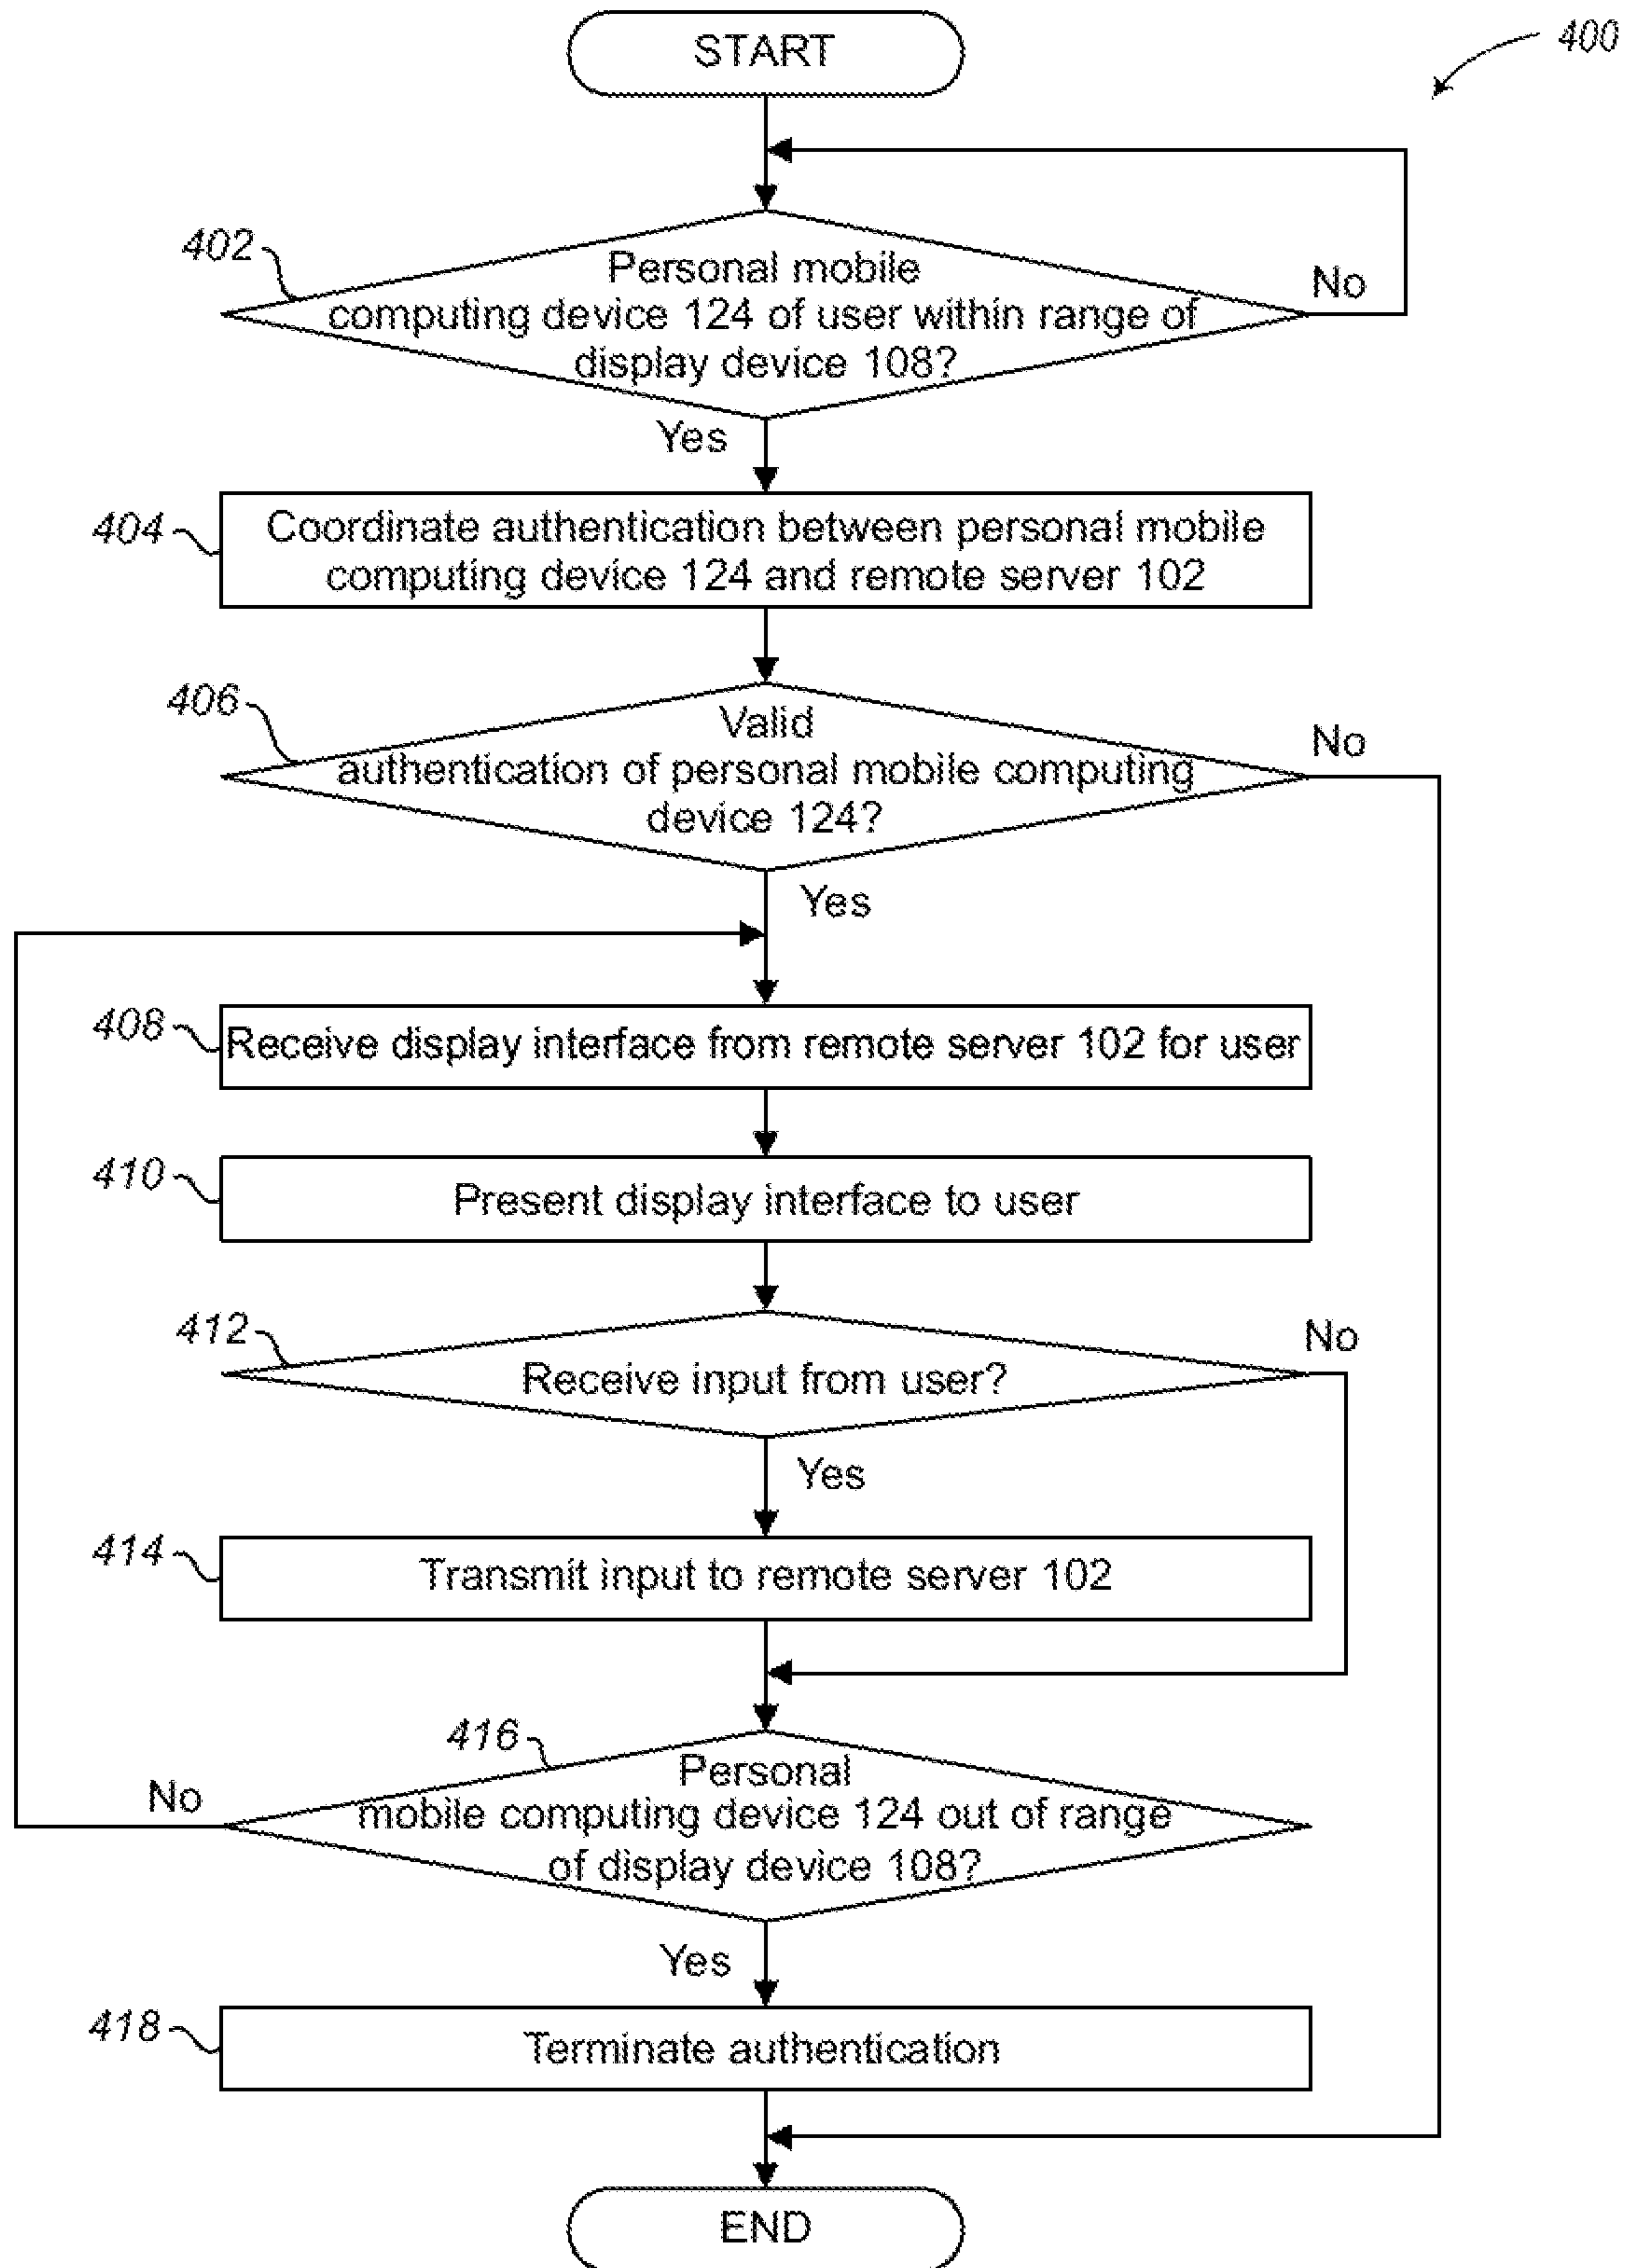 START
400
402
Personal mobile
computing device 124 of user within range of
display device 108?
No
Yes
404
Coordinate authentication between personal mobile
computing device 124 and remote server 102
406
Valid
authentication of personal mobile computing
device 124?
No
Yes
408
Receive display interface from remote server 102 for user
410
Present display interface to user
412
Receive input from user?
No
Yes
414
Transmit input to remote server 102
416
Personal
mobile computing device 124 out of range
of display device 108?
No
Yes
418
Terminate authentication
END